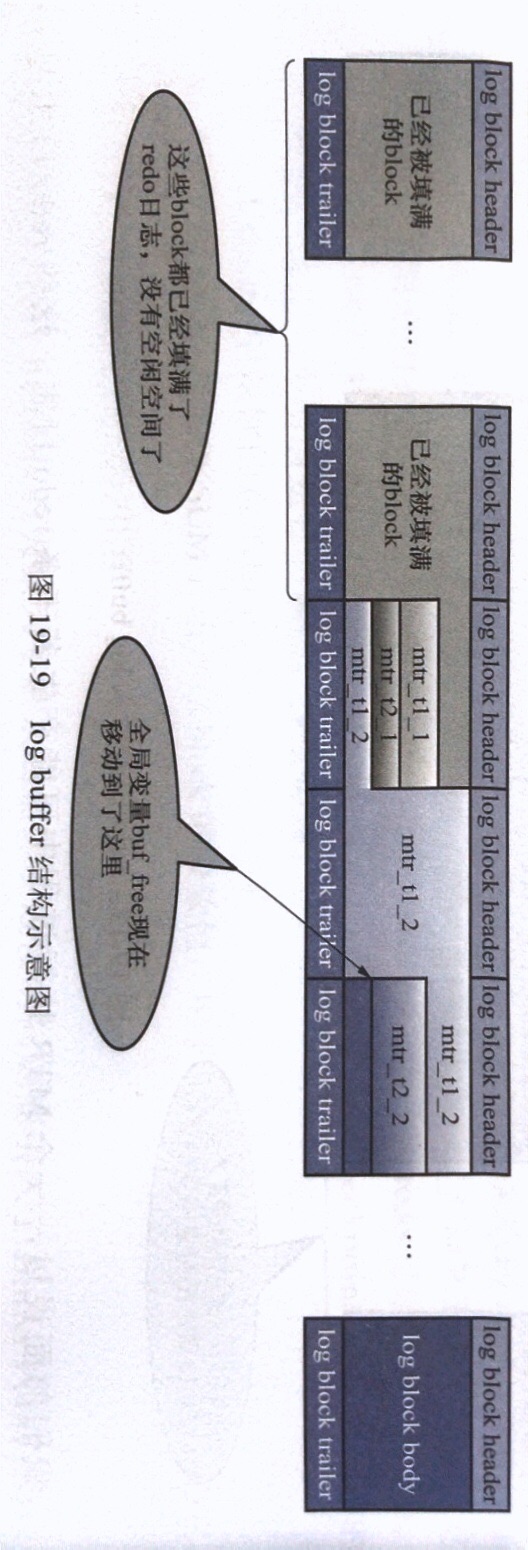 log block header log block header log block header log block header log block header log block header
已经被填满
的block
...
已经被填满
的block
mtr_t1_1
mtr_t2_1
mtr_t1_2
mtr_t1_2
mtr_t1_2
mtr_t2_2
...
log block body
log block trailer log block trailer log block trailer log block trailer log block trailer log block trailer
这些block都已经填满了
redo日志，没有空闲空间了
全局变量buf_free现在
移动到了这里
图 19-19 log buffer 结构示意图